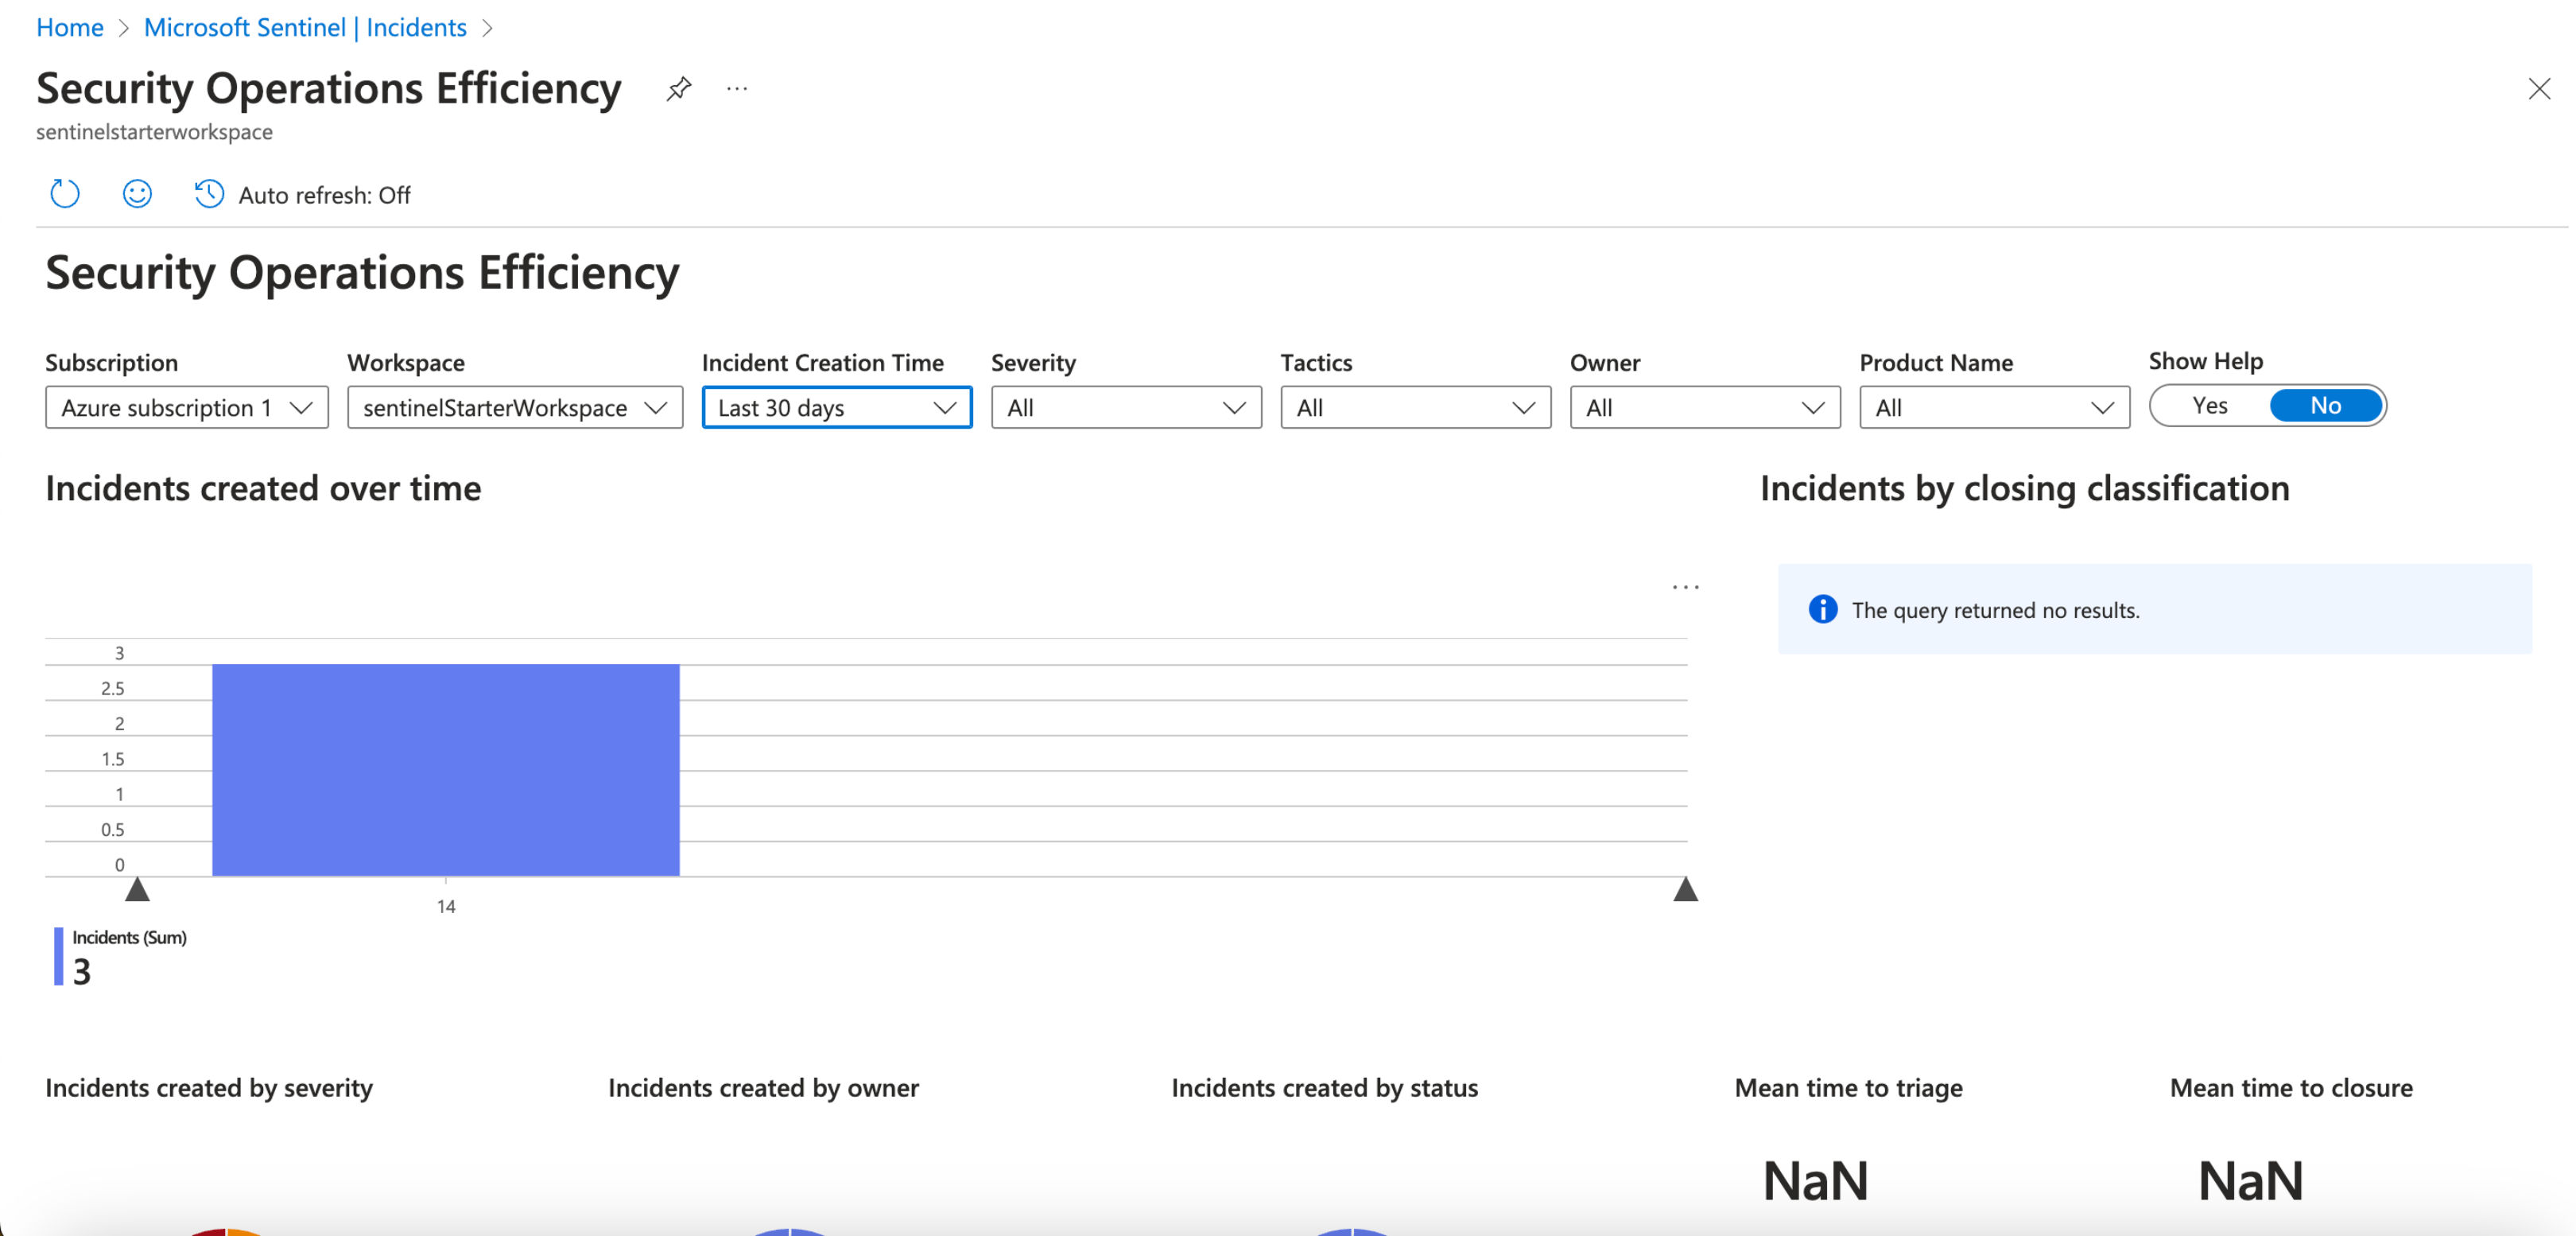 Home > Microsoft Sentinel | Incidents >
Security Operations Efficiency ...
sentinelstarterworkspace
Auto refresh: Off
Security Operations Efficiency
Subscription Workspace Incident Creation Time Severity Tactics Owner Product Name Show Help
Azure subscription 1 sentinelStarterWorkspace Last 30 days All All All All Yes No
Incidents created over time
Incidents by closing classification
...
The query returned no results.
3
2.5
2
1.5
1
0.5
0
14
Incidents (Sum)
3
Incidents created by severity
Incidents created by owner
Incidents created by status
Mean time to triage
Mean time to closure
NaN
NaN